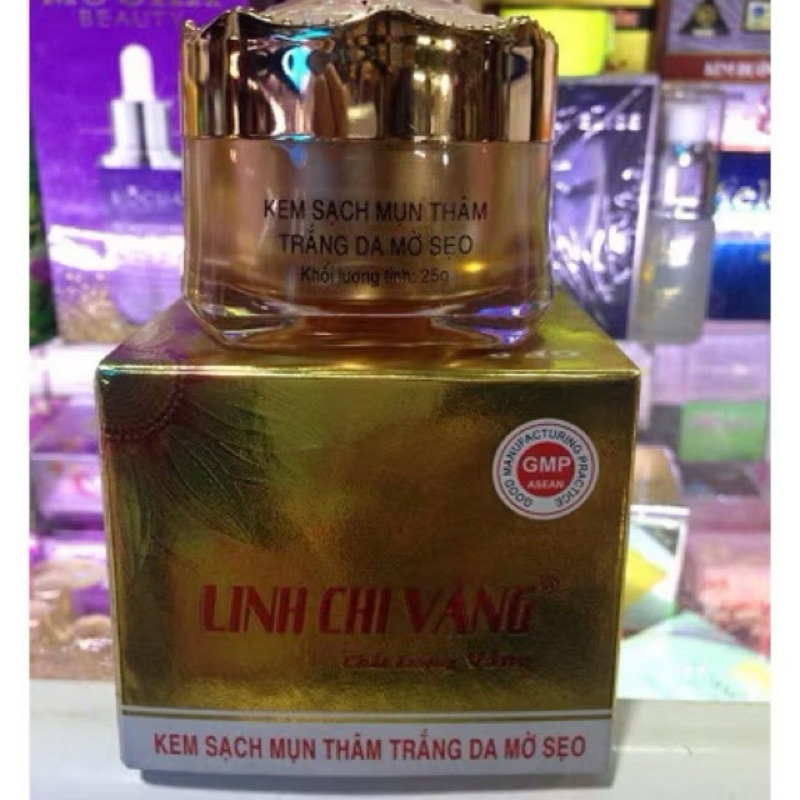 BEAUTY
KEM SẠCH MỤN THÂM
TRẮNG DA MỜ SẸO
Khối lượng tịnh: 25g
GOOD MANUFACTURING PRACTICE
GMP
ASEAN
LINH CHI VÀNG®
Chất Lượng Vàng
KEM SẠCH MỤN THÂM TRẮNG DA MỜ SẸO